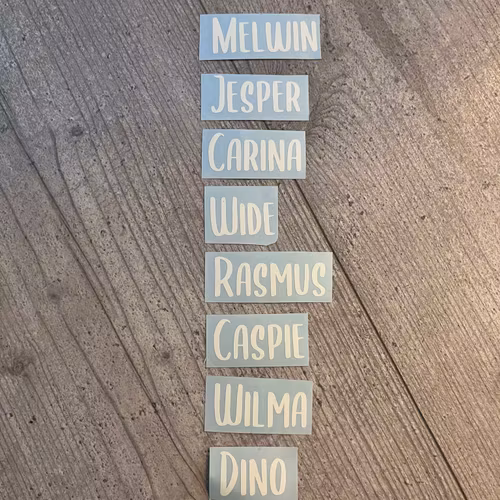 MELWIN
JESPER
CARINA
WIDE
RASMUS
CASPIE
WILMA
DINO